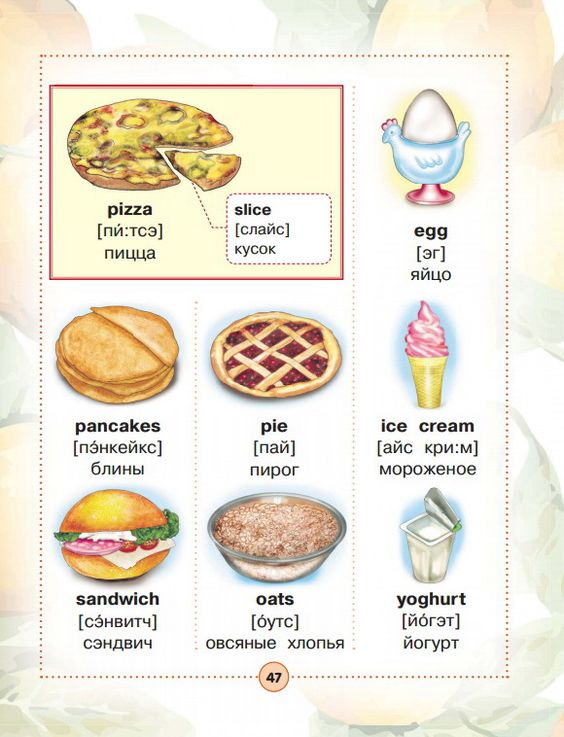 pizza
[пи́:тсэ]
пицца
slice
[слайс]
кусок
egg
[эг]
яйцо
pancakes
[пэ́нкейкс]
блины
pie
[пай]
пирог
ice cream
[айс кри:м]
мороженое
sandwich
[сэ́нвитч]
сэндвич
oats
[о́утс]
овсяные хлопья
yoghurt
[йо́гэт]
йогурт
47